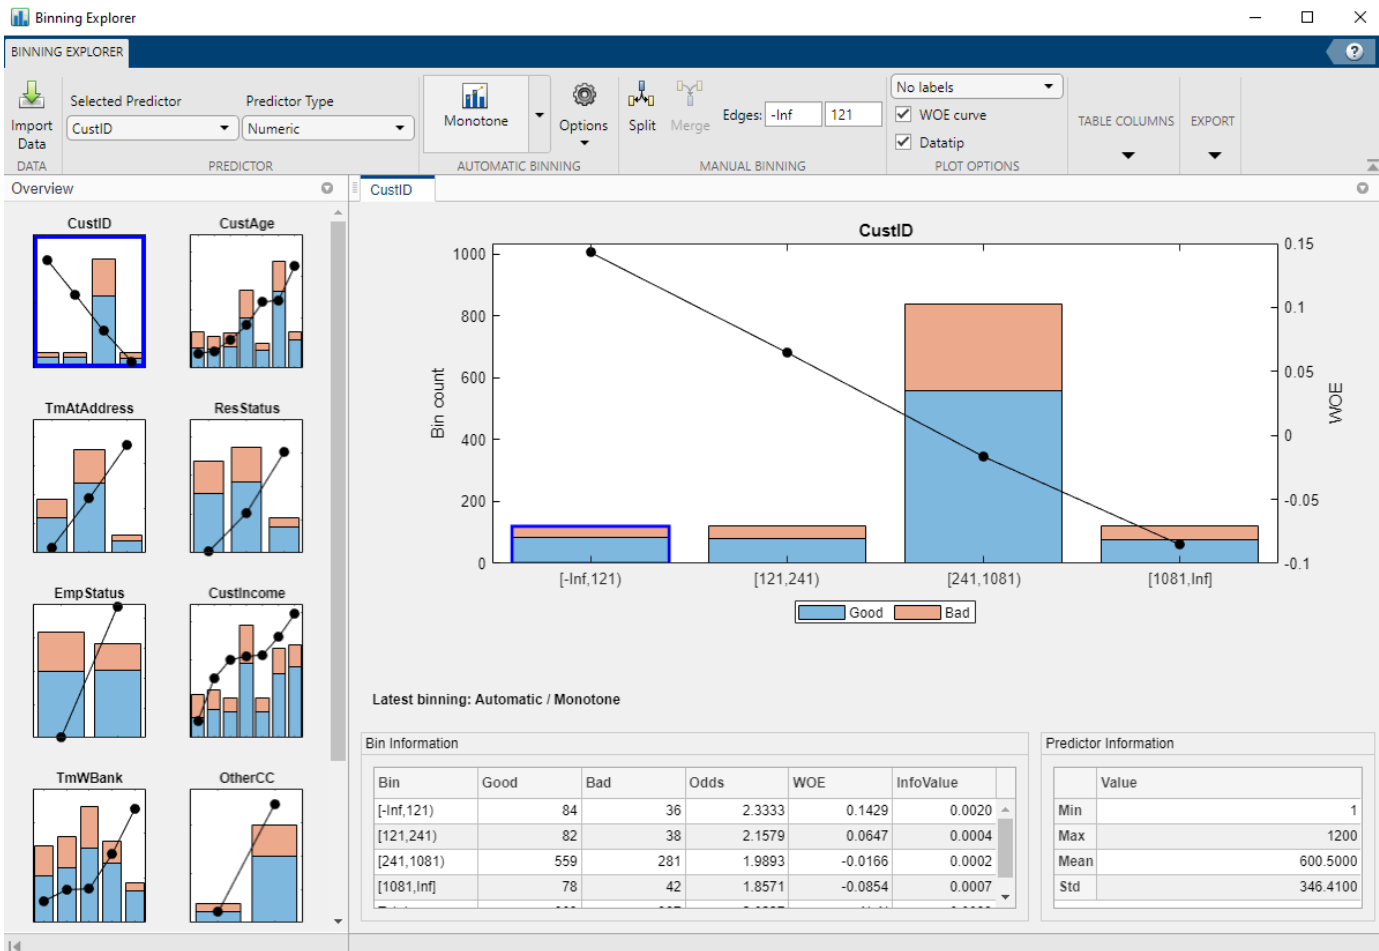 Binning Explorer
BINNING EXPLORER
?
Import
Data
Selected Predictor
CustID
Predictor Type
Numeric
Monotone
Options
Split
Merge
Edges:
-Inf
121
No labels
WOE curve
Datatip
TABLE COLUMNS
EXPORT
DATA
PREDICTOR
AUTOMATIC BINNING
MANUAL BINNING
PLOT OPTIONS
Overview
CustID
CustAge
TmAtAddress
ResStatus
EmpStatus
CustIncome
TmWBank
OtherCC
CustID
CustID
1000
800
600
400
200
0
Bin count
0.15
0.1
0.05
0
-0.05
-0.1
WOE
[-Inf,121)
[121,241)
[241,1081)
[1081,Inf]
Good
Bad
Latest binning: Automatic / Monotone
Bin Information
Bin Good Bad Odds WOE InfoValue
[-Inf,121) 84 36 2.3333 0.1429 0.0020
[121,241) 82 38 2.1579 0.0647 0.0004
[241,1081) 559 281 1.9893 -0.0166 0.0002
[1081,Inf] 78 42 1.8571 -0.0854 0.0007
Predictor Information
Value
Min 1
Max 1200
Mean 600.5000
Std 346.4100